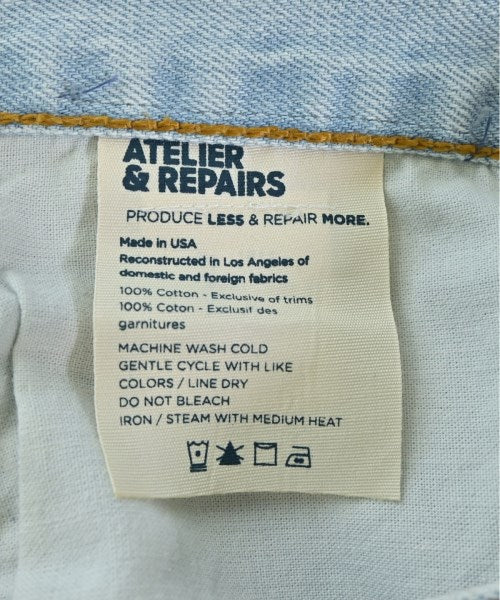 ATELIER
& REPAIRS
PRODUCE LESS & REPAIR MORE.
Made in USA
Reconstructed in Los Angeles of
domestic and foreign fabrics
100% Cotton - Exclusive of trims
100% Coton - Exclusif des
garnitures
MACHINE WASH COLD
GENTLE CYCLE WITH LIKE
COLORS / LINE DRY
DO NOT BLEACH
IRON / STEAM WITH MEDIUM HEAT